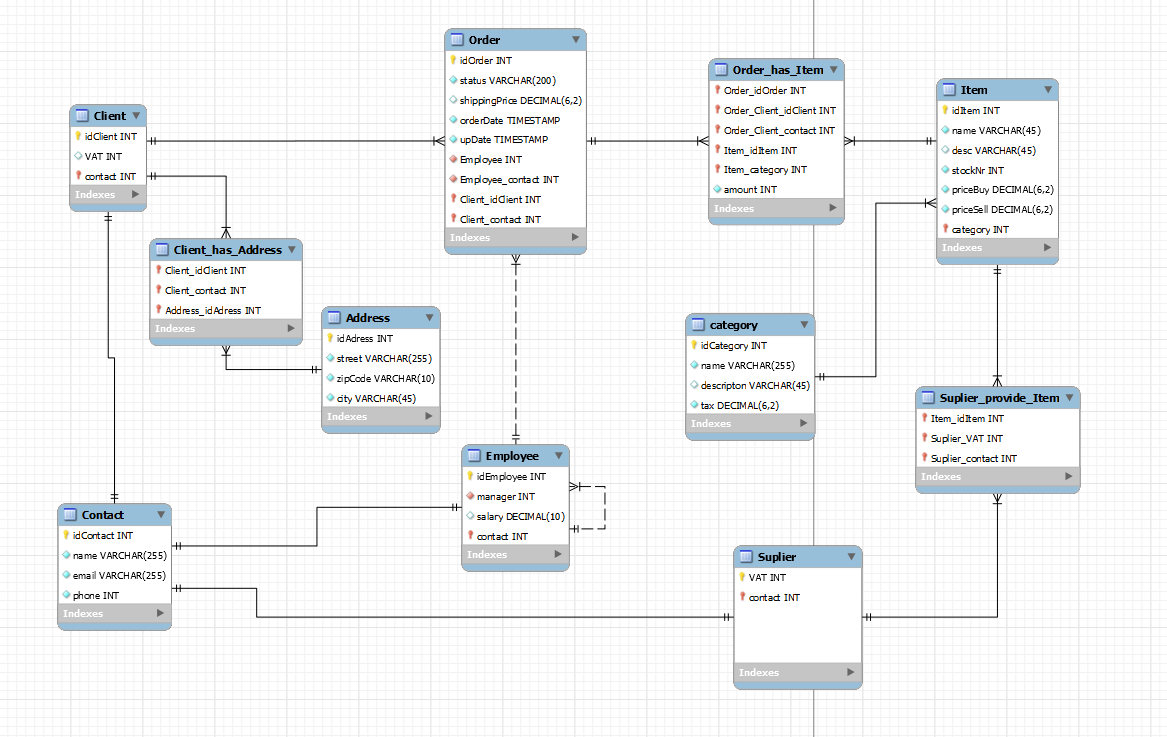 Order
idOrder INT
status VARCHAR(200)
shippingPrice DECIMAL(6,2)
orderDate TIMESTAMP
upDate TIMESTAMP
Employee INT
Employee_contact INT
Client_idClient INT
Client_contact INT
Indexes
Order_has_Item
Order_idOrder INT
Order_Client_idClient INT
Order_Client_contact INT
Item_idItem INT
Item_category INT
amount INT
Indexes
Item
idItem INT
name VARCHAR(45)
desc VARCHAR(45)
stockNr INT
priceBuy DECIMAL(6,2)
priceSell DECIMAL(6,2)
category INT
Indexes
Client
idClient INT
VAT INT
contact INT
Indexes
Client_has_Address
Client_idClient INT
Client_contact INT
Address_idAdress INT
Indexes
Address
idAdress INT
street VARCHAR(255)
zipCode VARCHAR(10)
city VARCHAR(45)
Indexes
category
idCategory INT
name VARCHAR(255)
descripton VARCHAR(45)
tax DECIMAL(6,2)
Indexes
Suplier_provide_Item
Item_idItem INT
Suplier_VAT INT
Suplier_contact INT
Indexes
Employee
idEmployee INT
manager INT
salary DECIMAL(10)
contact INT
Indexes
Contact
idContact INT
name VARCHAR(255)
email VARCHAR(255)
phone INT
Indexes
Suplier
VAT INT
contact INT
Indexes